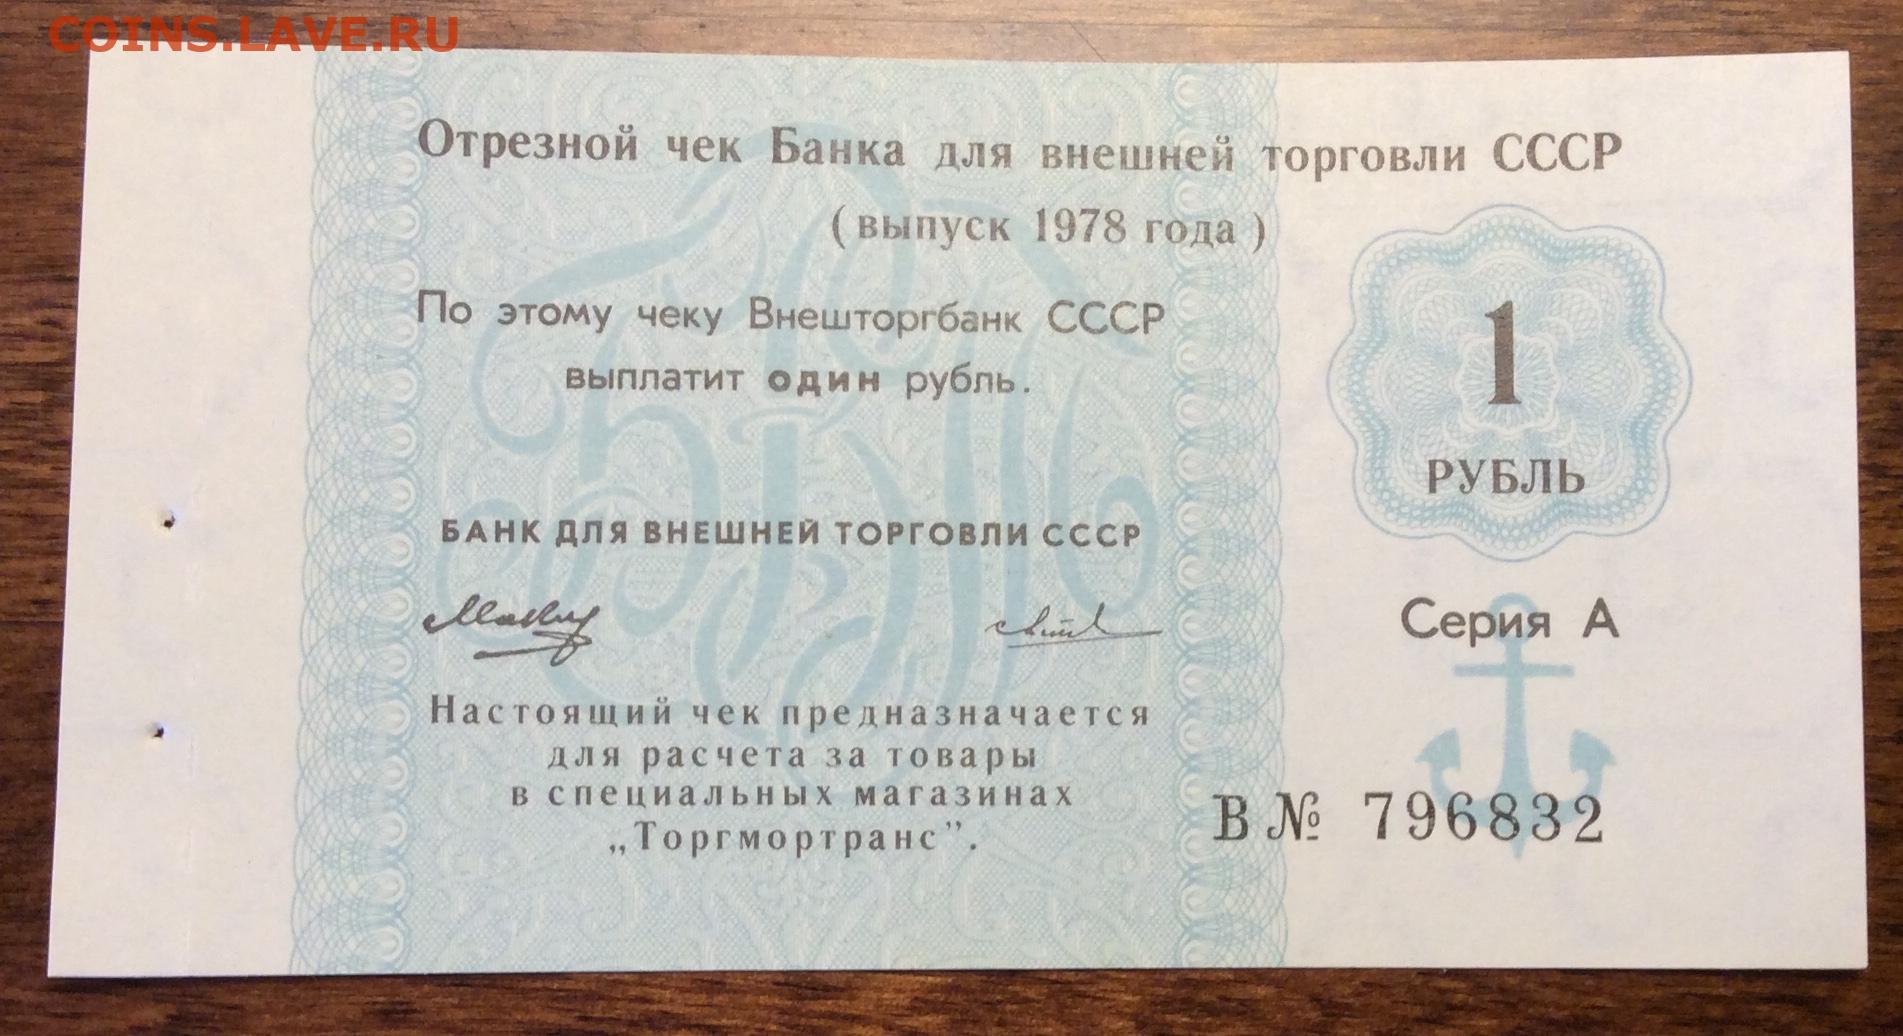 COINS.LAVE.RU
Отрезной чек Банка для внешней торговли СССР
(выпуск 1978 года)
По этому чеку Внешторгбанк СССР
выплатит один рубль.
1
РУБЛЬ
БАНК ДЛЯ ВНЕШНЕЙ ТОРГОВЛИ СССР
Серия А
Настоящий чек предназначается
для расчета за товары
в специальных магазинах
„Торгмортранс”.
В № 796832